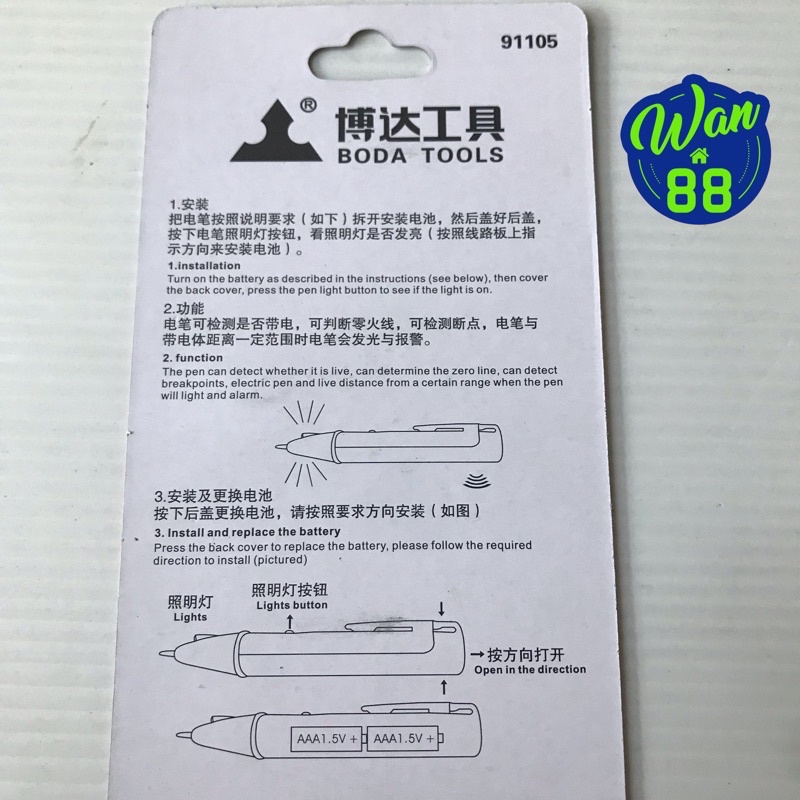 91105
®
博达工具
BODA TOOLS
Wan
88
1.安装
把电笔按照说明要求（如下）拆开安装电池，然后盖好后盖，
按下电笔照明灯按钮，看照明灯是否发亮（按照线路板上指
示方向来安装电池）。
1.installation
Turn on the battery as described in the instructions (see below), then cover
the back cover, press the pen light button to see if the light is on.
2.功能
电笔可检测是否带电，可判断零火线，可检测断点，电笔与
带电体距离一定范围时电笔会发光与报警。
2. function
The pen can detect whether it is live, can determine the zero line, can detect
breakpoints, electric pen and live distance from a certain range when the pen
will light and alarm.
3.安装及更换电池
按下后盖更换电池，请按照要求方向安装（如图）
3. Install and replace the battery
Press the back cover to replace the battery, please follow the required
direction to install (pictured)
照明灯
Lights
照明灯按钮
Lights button
按方向打开
Open in the direction
AAA1.5V + AAA1.5V +